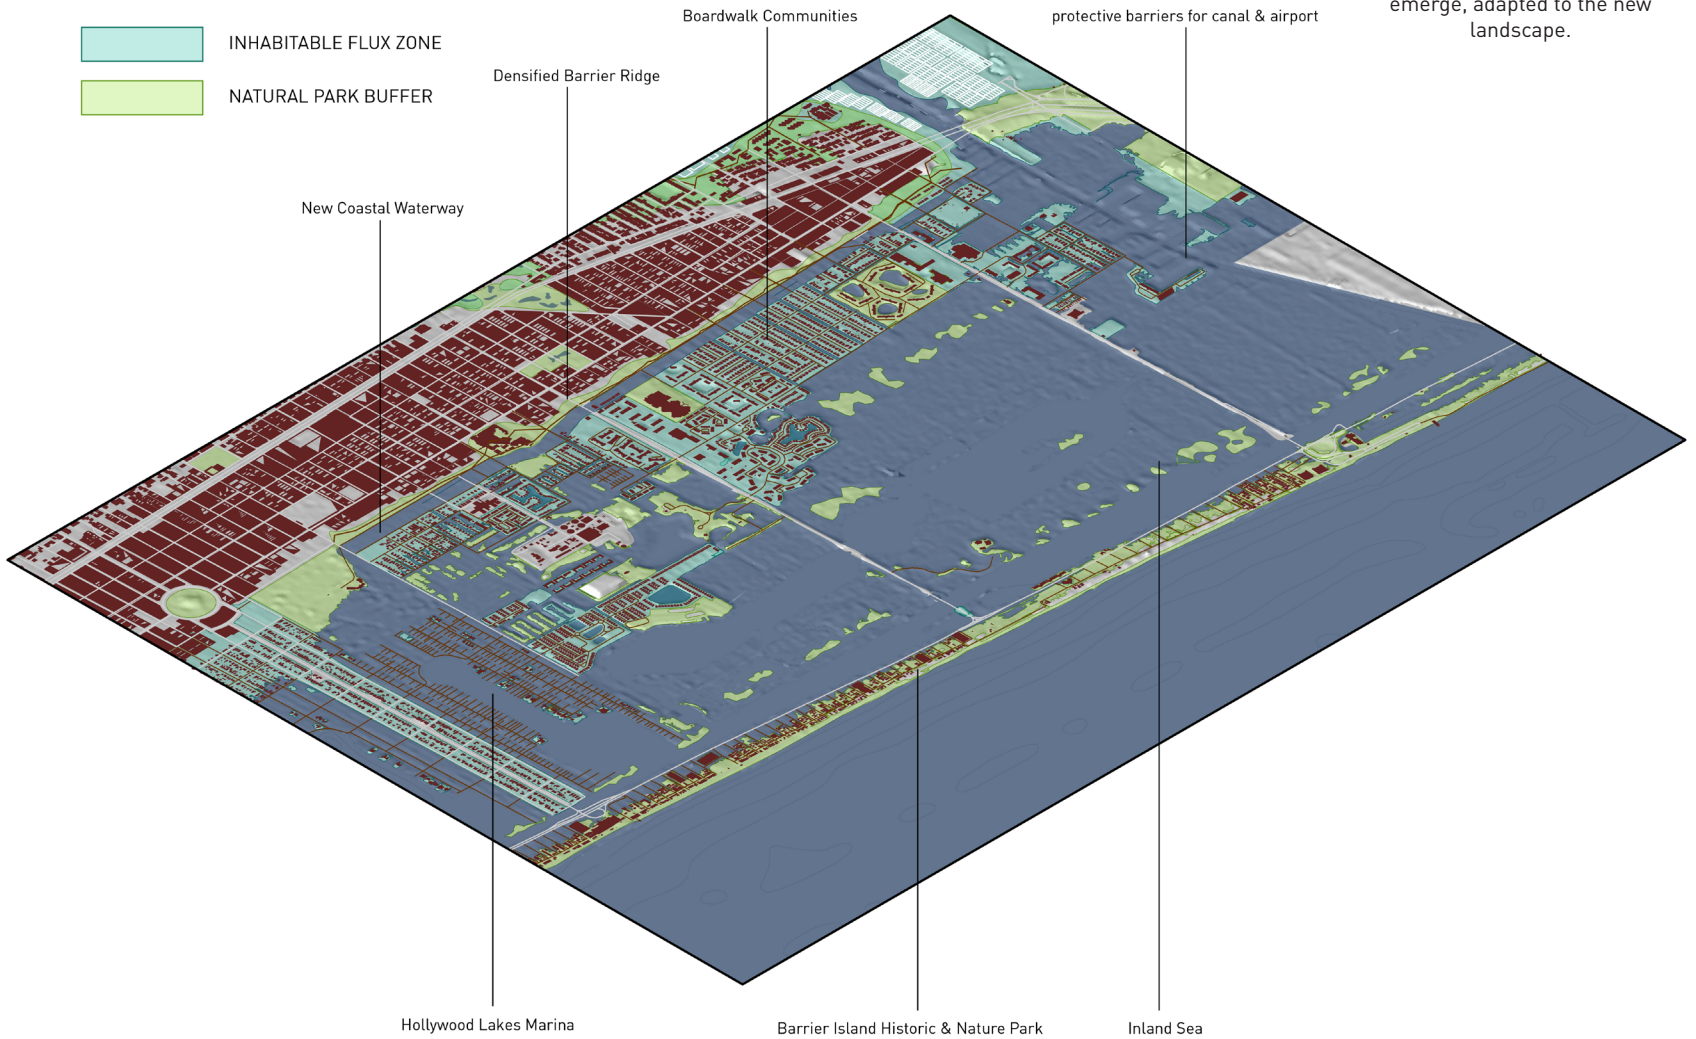 Boardwalk Communities
protective barriers for canal & airport
emerge, adapted to the new
landscape.
INHABITABLE FLUX ZONE
Densified Barrier Ridge
NATURAL PARK BUFFER
New Coastal Waterway
Hollywood Lakes Marina
Barrier Island Historic & Nature Park
Inland Sea